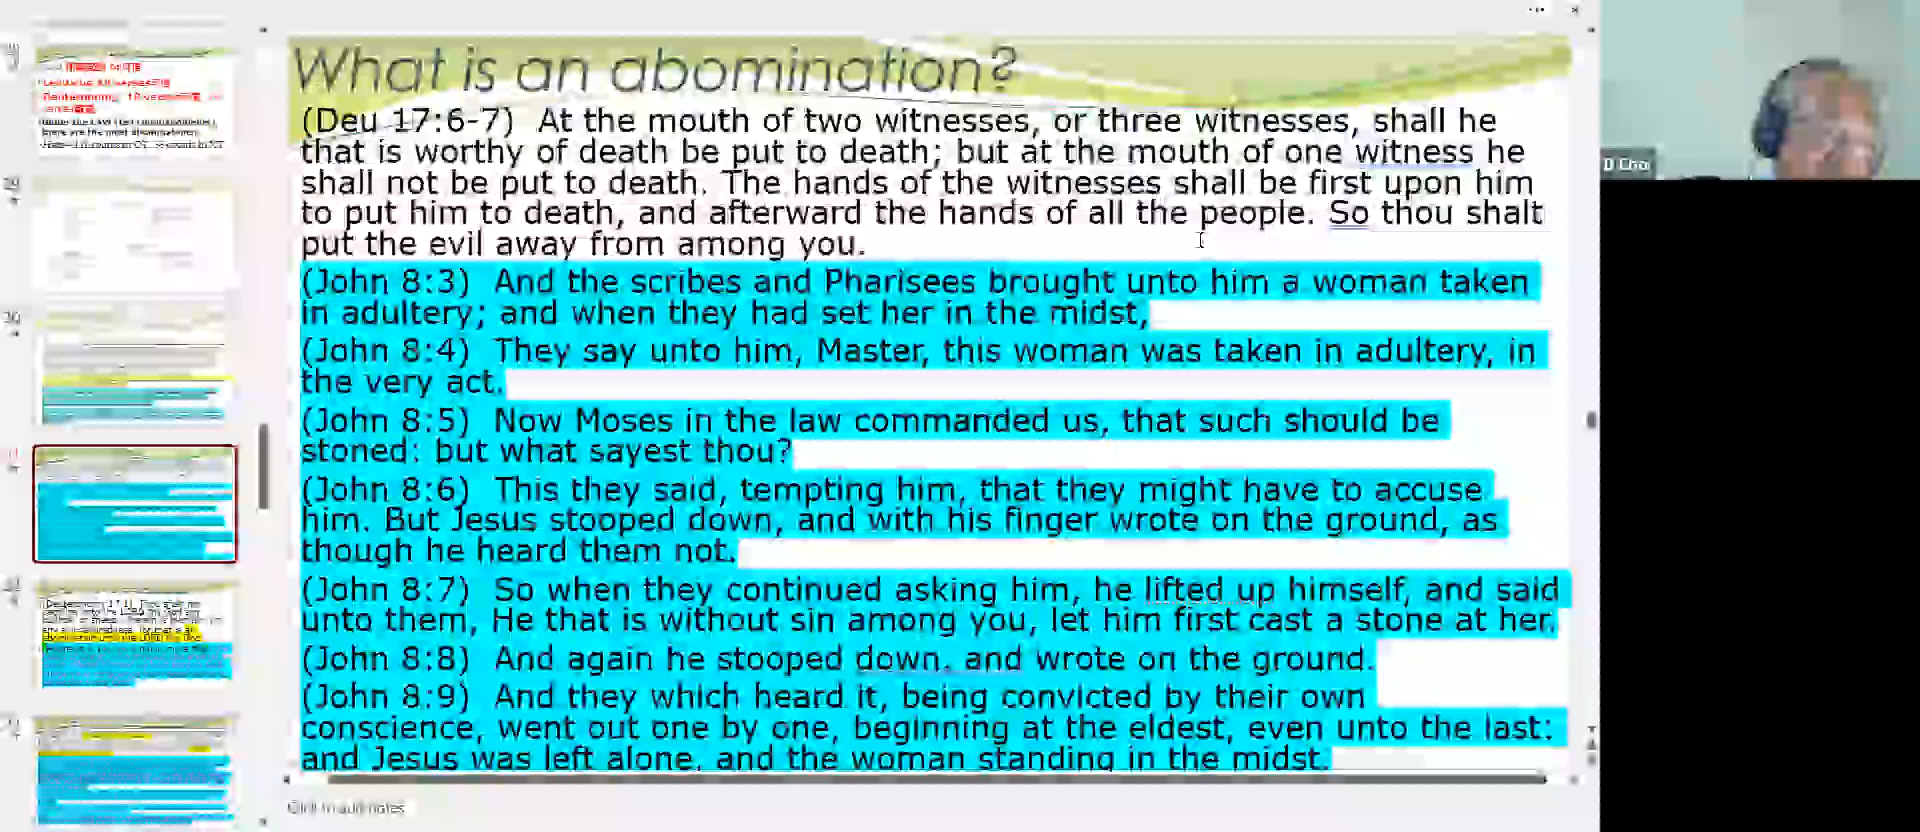 What is an abomination?
(Deu 17:6-7)  At the mouth of two witnesses, or three witnesses, shall he
that is worthy of death be put to death; but at the mouth of one witness he
shall not be put to death. The hands of the witnesses shall be first upon him
to put him to death, and afterward the hands of all the people. So thou shalt
put the evil away from among you.
(John 8:3)  And the scribes and Pharisees brought unto him a woman taken
in adultery; and when they had set her in the midst,
(John 8:4)  They say unto him, Master, this woman was taken in adultery, in
the very act.
(John 8:5)  Now Moses in the law commanded us, that such should be
stoned: but what sayest thou?
(John 8:6)  This they said, tempting him, that they might have to accuse
him. But Jesus stooped down, and with his finger wrote on the ground, as
though he heard them not.
(John 8:7)  So when they continued asking him, he lifted up himself, and said
unto them, He that is without sin among you, let him first cast a stone at her.
(John 8:8)  And again he stooped down, and wrote on the ground.
(John 8:9)  And they which heard it, being convicted by their own
conscience, went out one by one, beginning at the eldest, even unto the last:
and Jesus was left alone, and the woman standing in the midst.
Click to add notes
D Cho